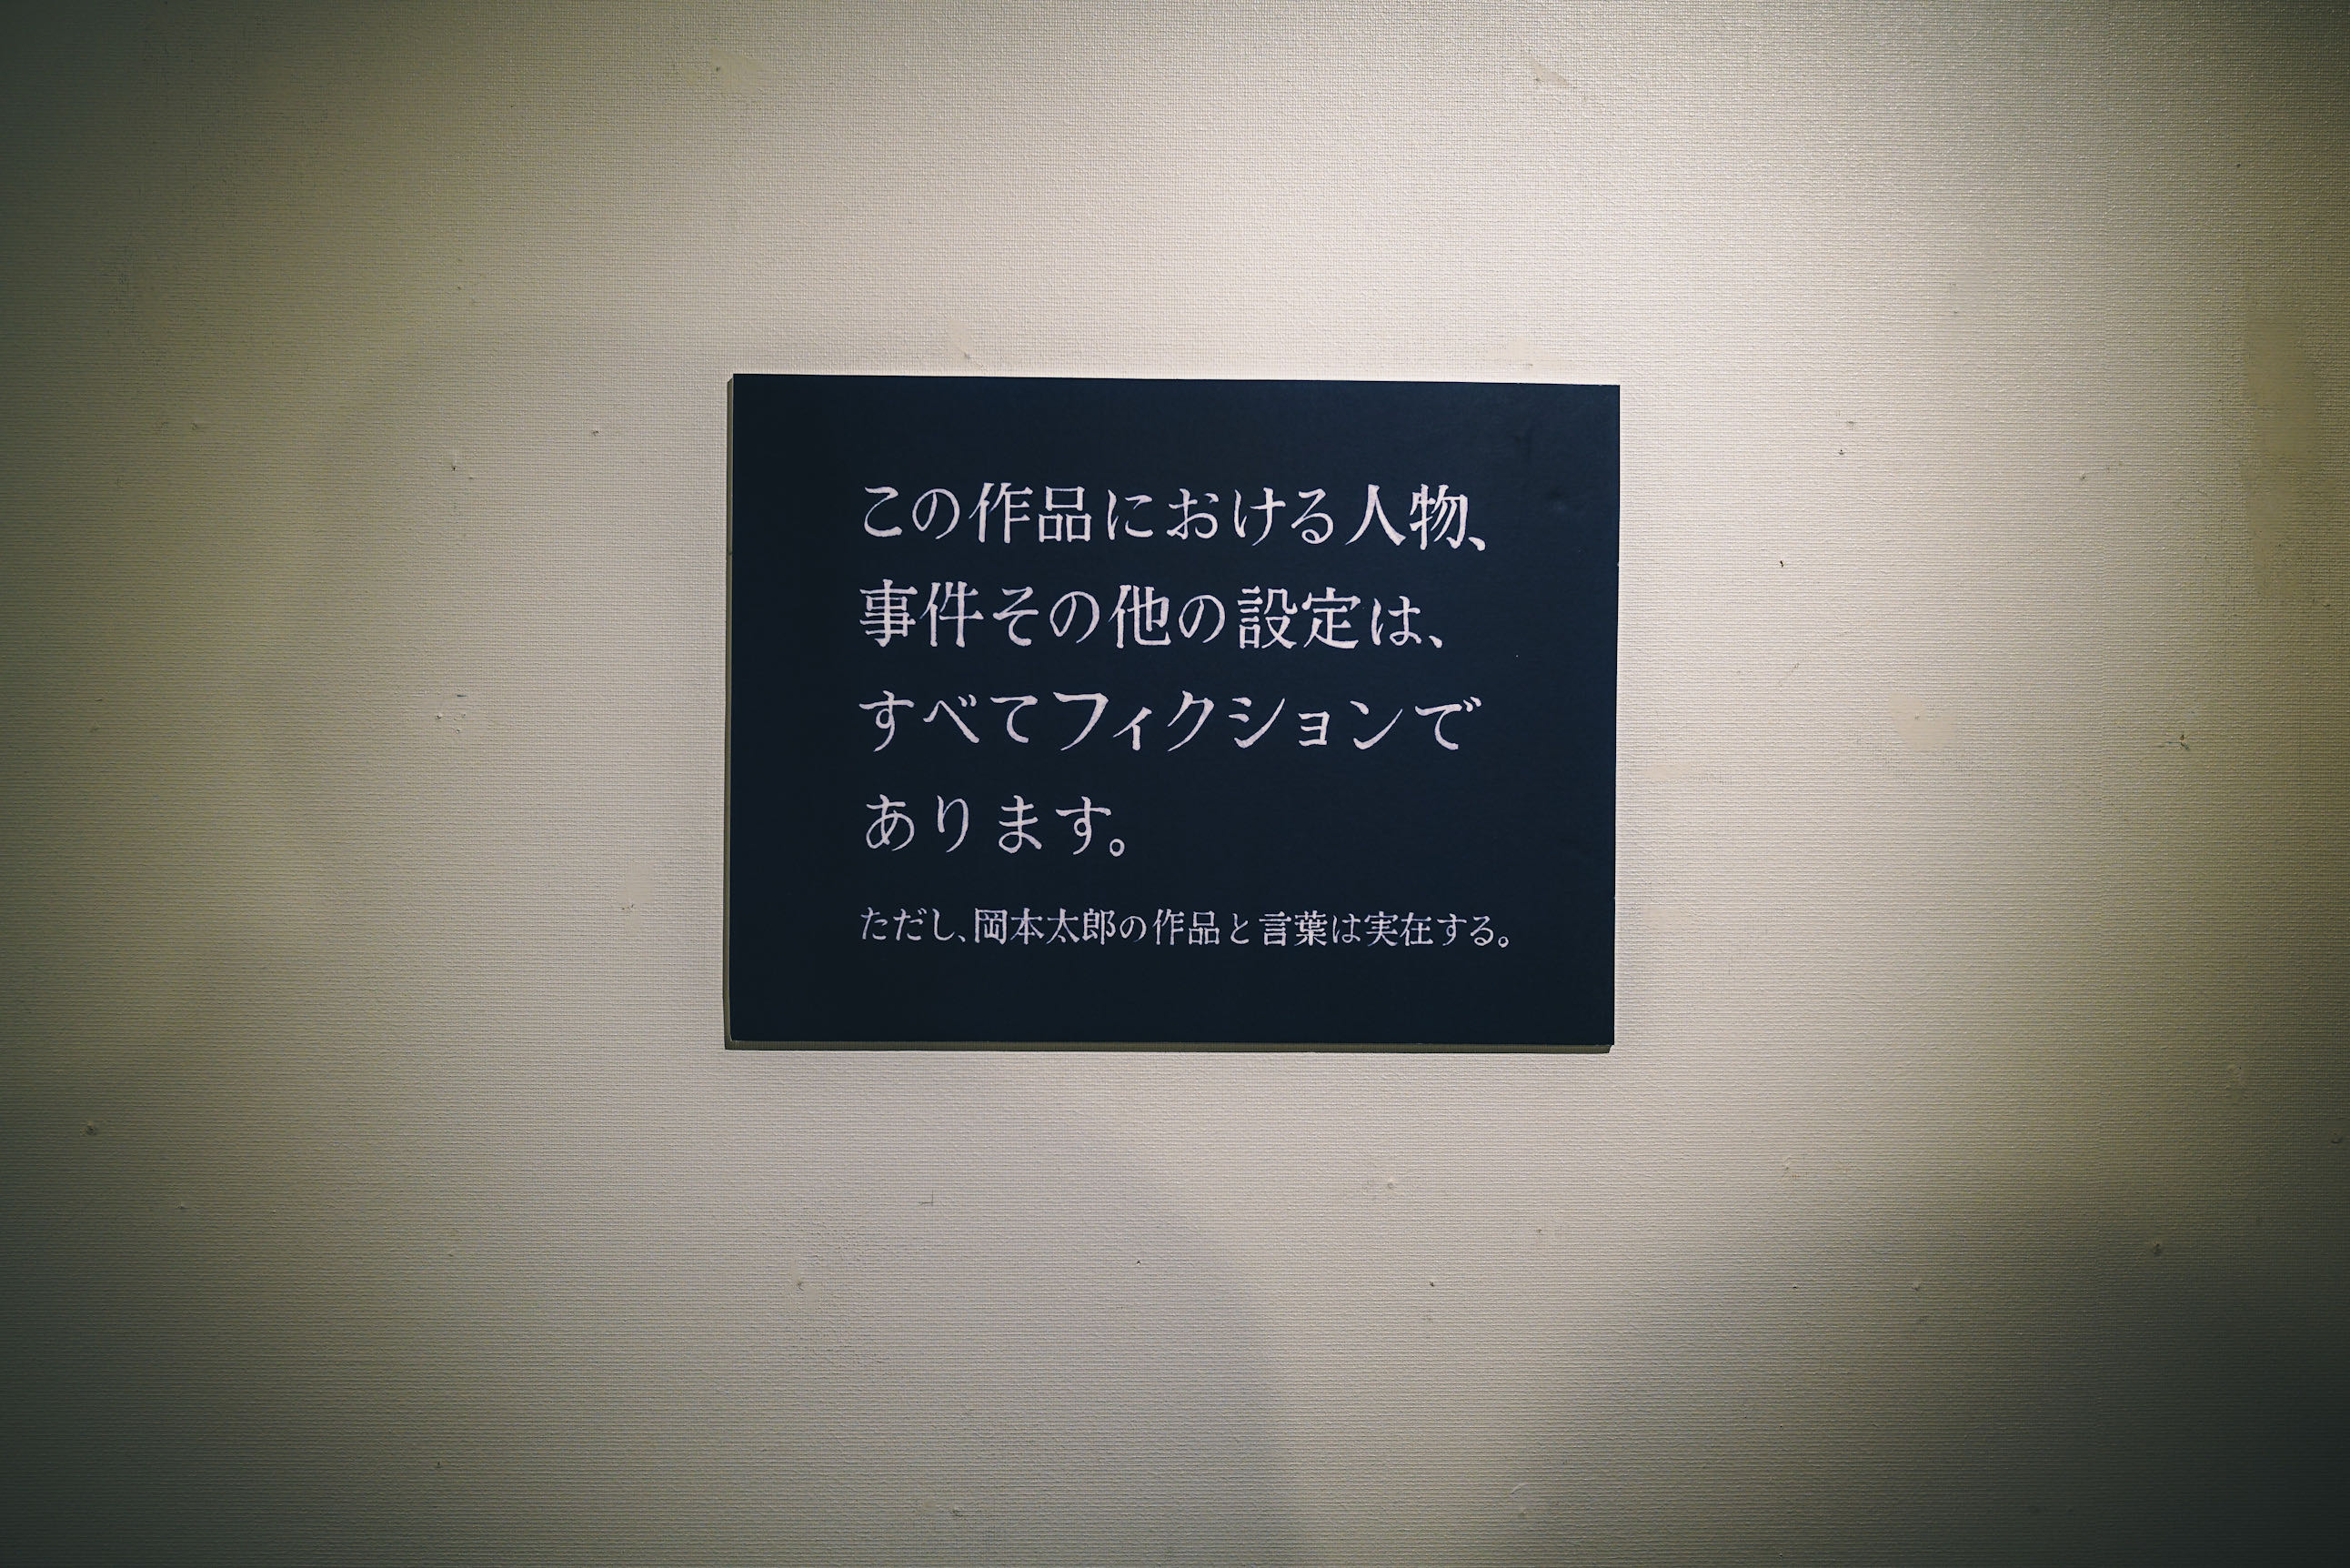 この作品における人物、
事件その他の設定は、
すべてフィクションで
あります。
ただし、岡本太郎の作品と言葉は実在する。